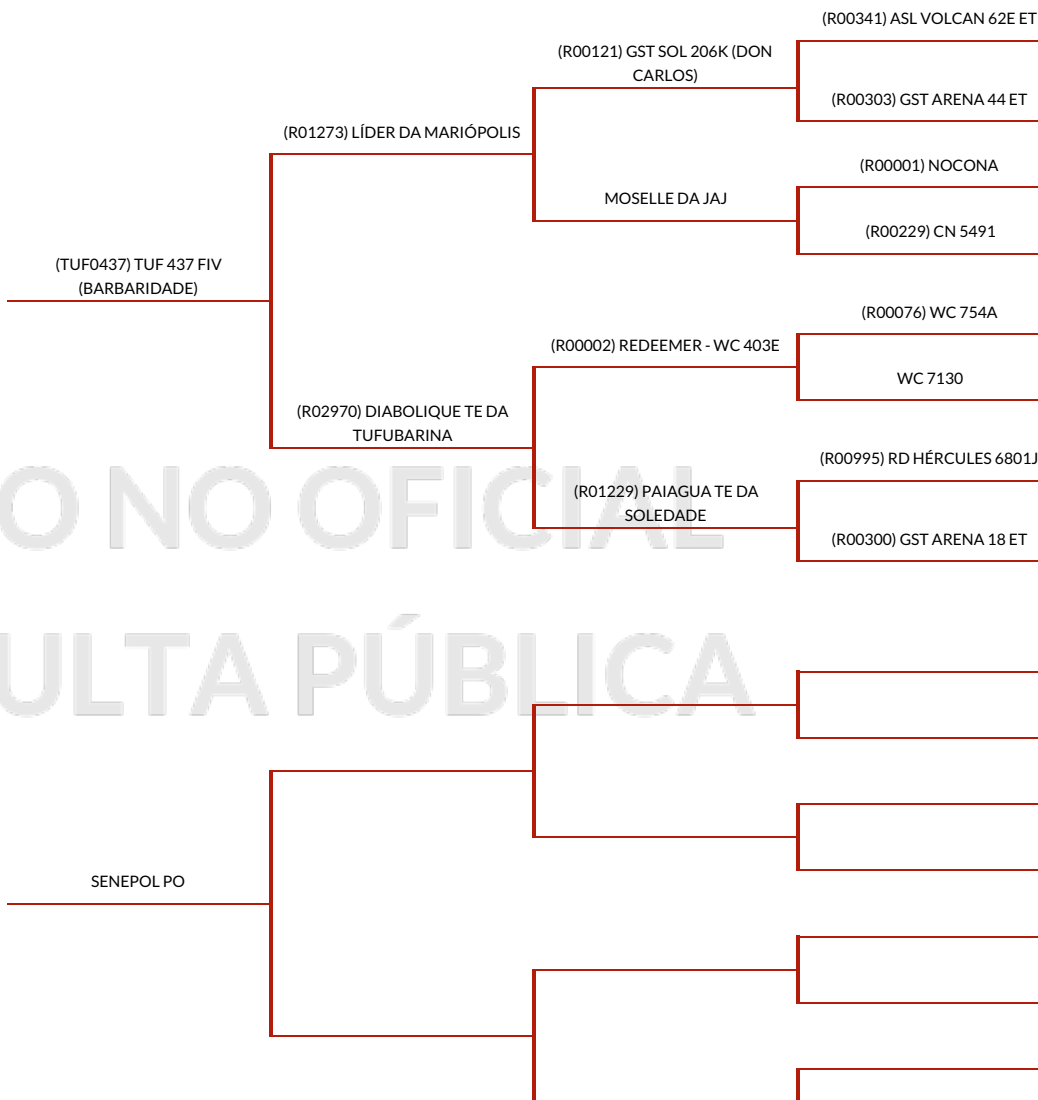 (R00341) ASL VOLCAN 62E ET
(R00121) GST SOL 206K (DON
CARLOS)
(R00303) GST ARENA 44 ET
(R01273) LÍDER DA MARIÓPOLIS
(R00001) NOCONA
MOSELLE DA JAJ
(R00229) CN 5491
(TUF0437) TUF 437 FIV
(BARBARIDADE)
(R00076) WC 754A
(R00002) REDEEMER - WC 403E
WC 7130
(R02970) DIABOLIQUE TE DA
TUFUBARINA
(R00995) RD HÉRCULES 6801J
(R01229) PAIAGUA TE DA
SOLEDADE
(R00300) GST ARENA 18 ET
O NO OFICIAL
ULTA PÚBLICA
SENEPOL PO